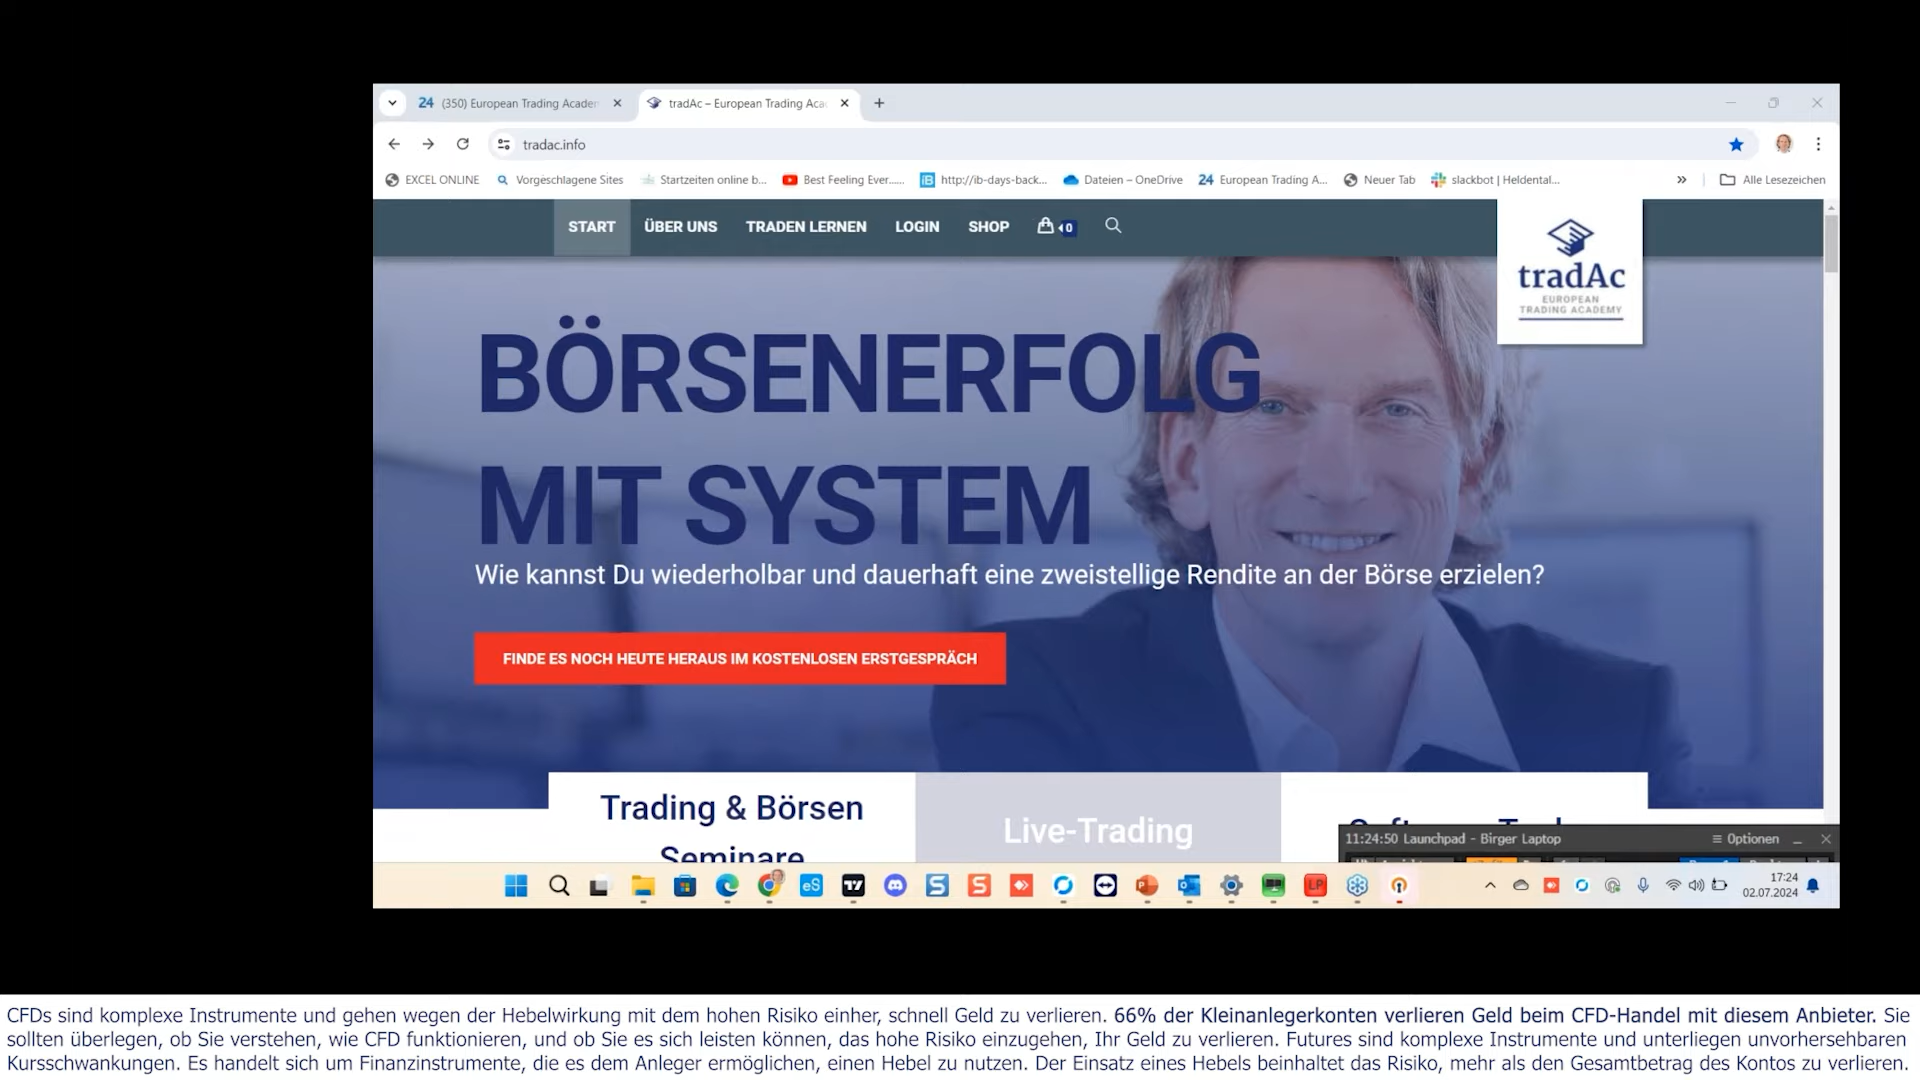 24 (350) European Trading Academ
tradAc – European Trading Acad
tradac.info
EXCEL ONLINE
Vorgeschlagene Sites
Startzeiten online b...
Best Feeling Ever......
http://ib-days-back...
Dateien – OneDrive
24 European Trading A...
Neuer Tab
slackbot | Heldental...
»
Alle Lesezeichen
START ÜBER UNS TRADEN LERNEN LOGIN SHOP 0
tradAc
EUROPEAN
TRADING ACADEMY
BÖRSENERFOLG
MIT SYSTEM
Wie kannst Du wiederholbar und dauerhaft eine zweistellige Rendite an der Börse erzielen?
FINDE ES NOCH HEUTE HERAUS IM KOSTENLOSEN ERSTGESPRÄCH
Trading & Börsen
Seminare
Live-Trading
11:24:50 Launchpad - Birger Laptop
Optionen
17:24
02.07.2024
CFDs sind komplexe Instrumente und gehen wegen der Hebelwirkung mit dem hohen Risiko einher, schnell Geld zu verlieren. 66% der Kleinanlegerkonten verlieren Geld beim CFD-Handel mit diesem Anbieter. Sie
sollten überlegen, ob Sie verstehen, wie CFD funktionieren, und ob Sie es sich leisten können, das hohe Risiko einzugehen, Ihr Geld zu verlieren. Futures sind komplexe Instrumente und unterliegen unvorhersehbaren
Kursschwankungen. Es handelt sich um Finanzinstrumente, die es dem Anleger ermöglichen, einen Hebel zu nutzen. Der Einsatz eines Hebels beinhaltet das Risiko, mehr als den Gesamtbetrag des Kontos zu verlieren.